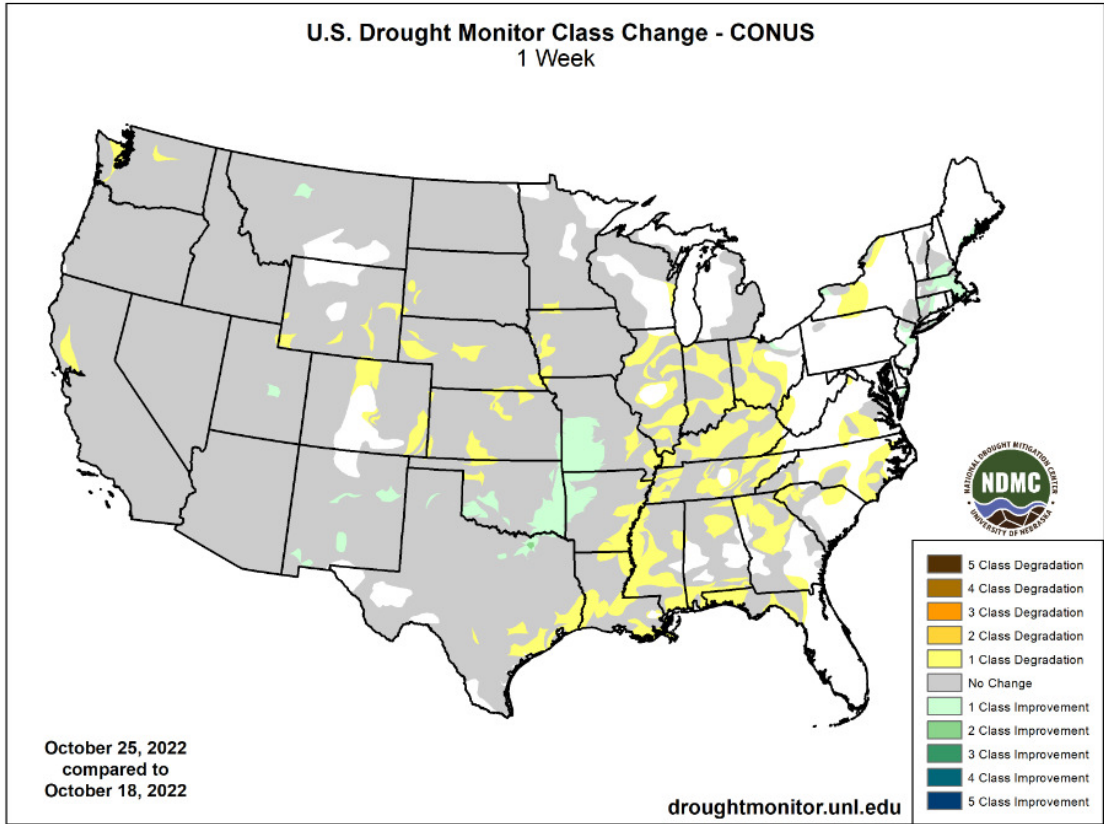 U.S. Drought Monitor Class Change - CONUS
1 Week
NATIONAL DROUGHT MITIGATION CENTER
NDMC
UNIVERSITY OF NEBRASKA
5 Class Degradation
4 Class Degradation
3 Class Degradation
2 Class Degradation
1 Class Degradation
No Change
1 Class Improvement
2 Class Improvement
3 Class Improvement
4 Class Improvement
5 Class Improvement
October 25, 2022
compared to
October 18, 2022
droughtmonitor.unl.edu